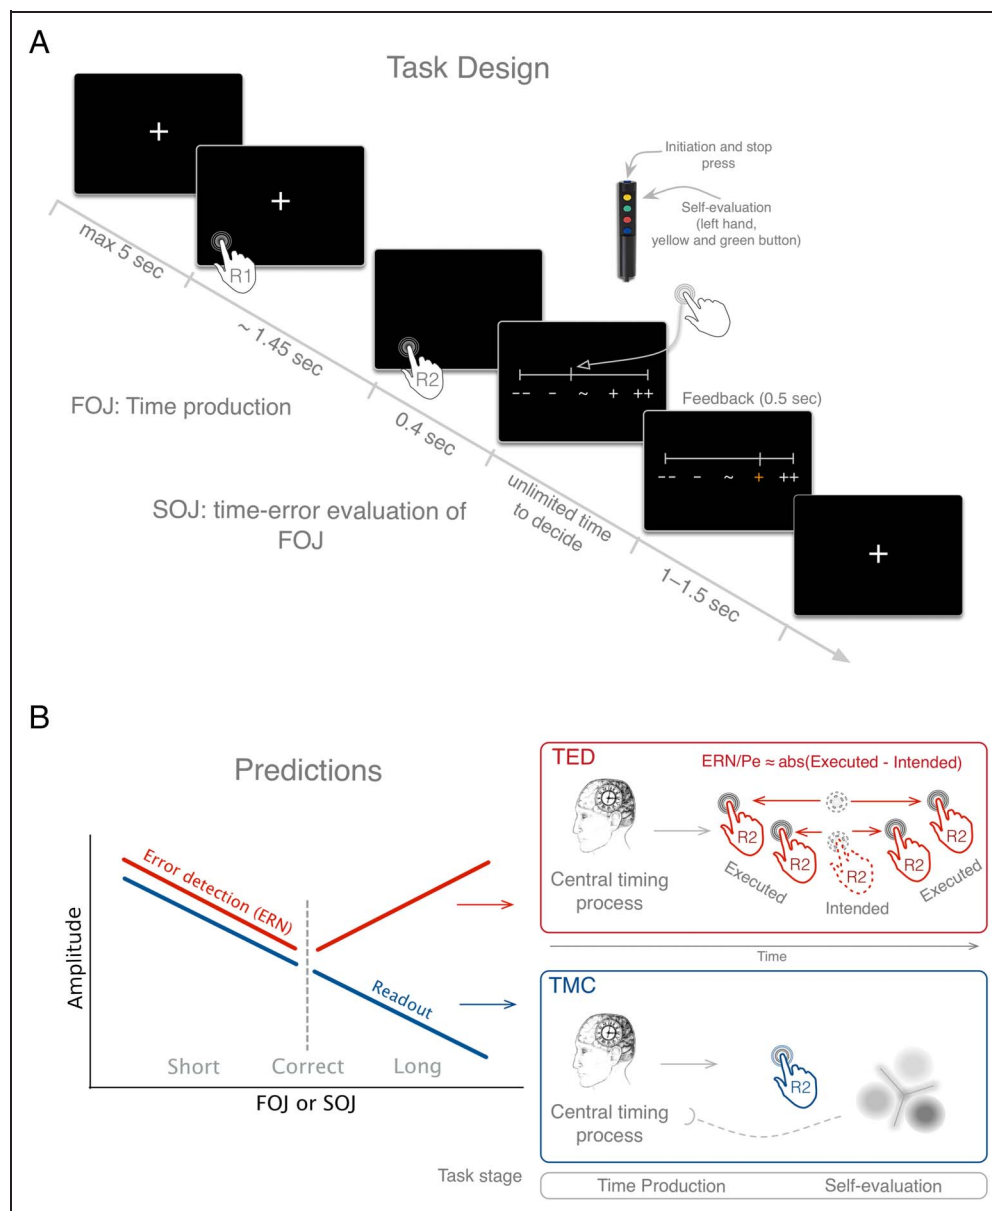 A
Task Design
+
+
R1
Initiation and stop
press
Self-evaluation
(left hand,
yellow and green button)
max 5 sec
~ 1.45 sec
R2
-- - ~ + ++
FOJ: Time production
0.4 sec
Feedback (0.5 sec)
-- - ~ + ++
SOJ: time-error evaluation of
FOJ
unlimited time
to decide
1–1.5 sec
+
B
Predictions
Amplitude
Error detection (ERN)
Readout
Short Correct Long
FOJ or SOJ
TED
ERN/Pe ≈ abs(Executed - Intended)
R2 R2
R2 R2 R2
Central timing
process
Executed
Intended
Executed
Time
TMC
R2
Central timing
process
Task stage
Time Production Self-evaluation